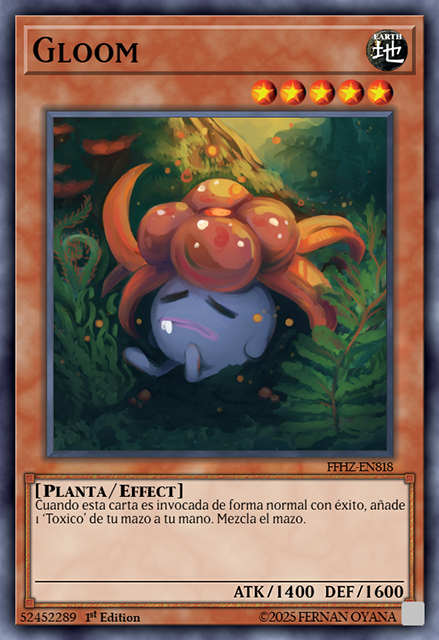 GLOOM
EARTH
地
FFHZ-EN818
[PLANTA/EFFECT]
Cuando esta carta es invocada de forma normal con éxito, añade
1 ‘Toxico’ de tu mazo a tu mano. Mezcla el mazo.
ATK/1400 DEF/1600
52452289 1st Edition ©2025 FERNAN OYANA